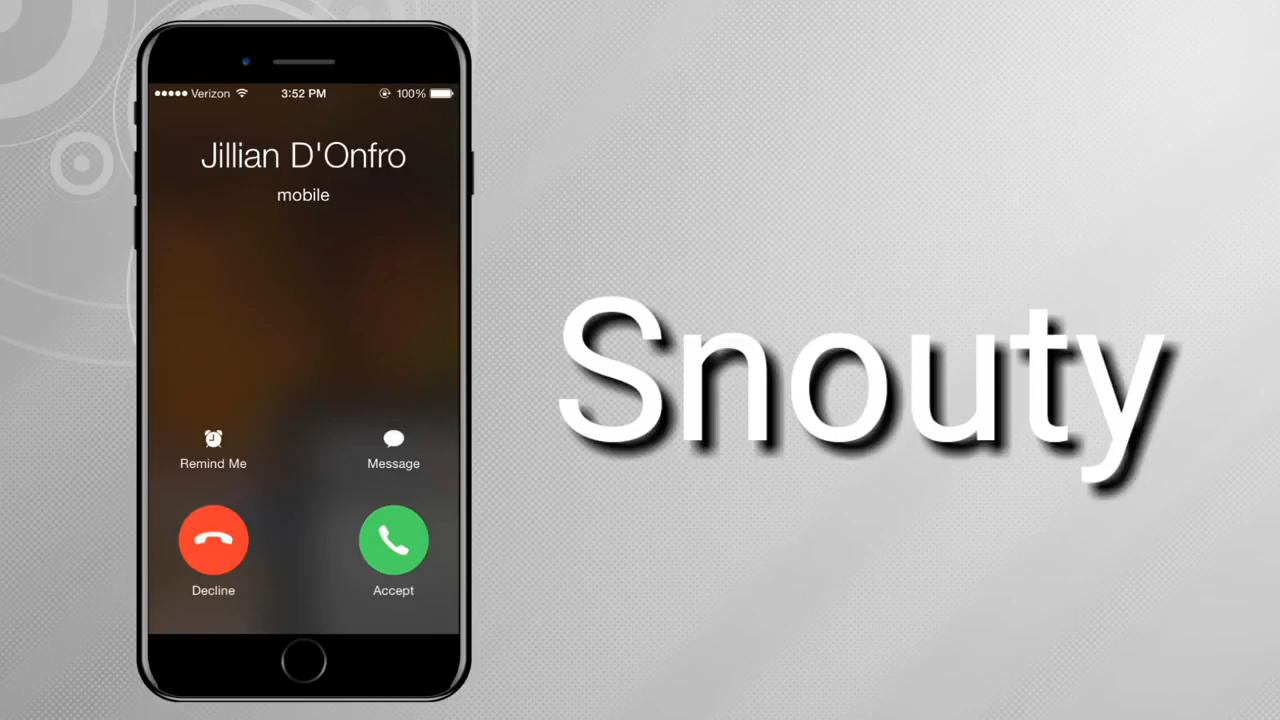 Verizon 3:52 PM 100%
Jillian D'Onfro
mobile
Remind Me Message
Decline Accept
Snouty